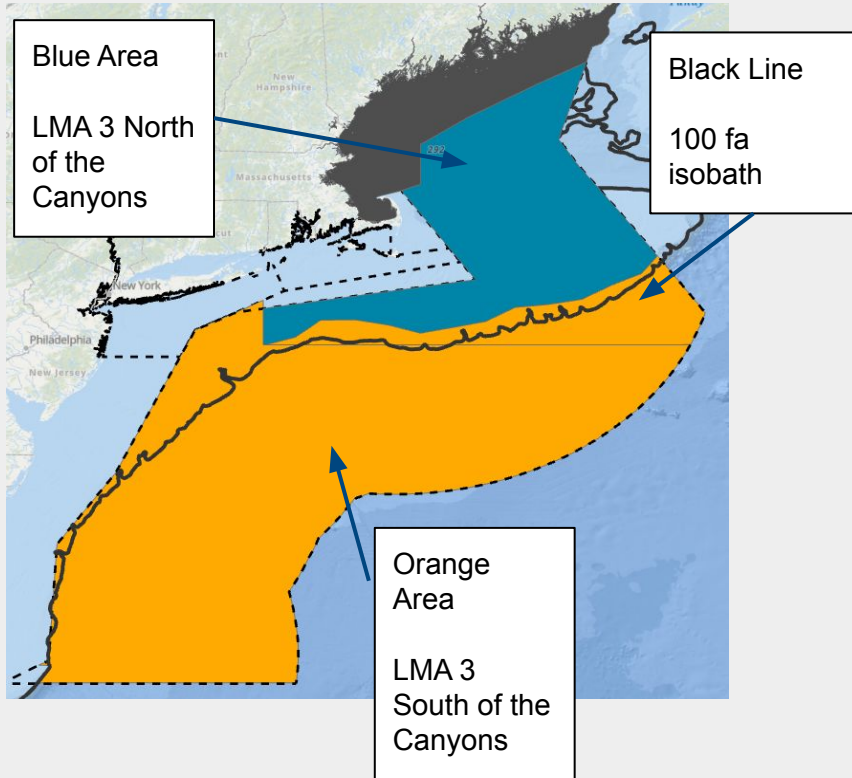 Blue Area
LMA 3 North
of the
Canyons
Black Line
100 fa
isobath
New
Hampshire
Massachusetts
New York
Philadelphia
New Jersey
Orange
Area
LMA 3
South of the
Canyons